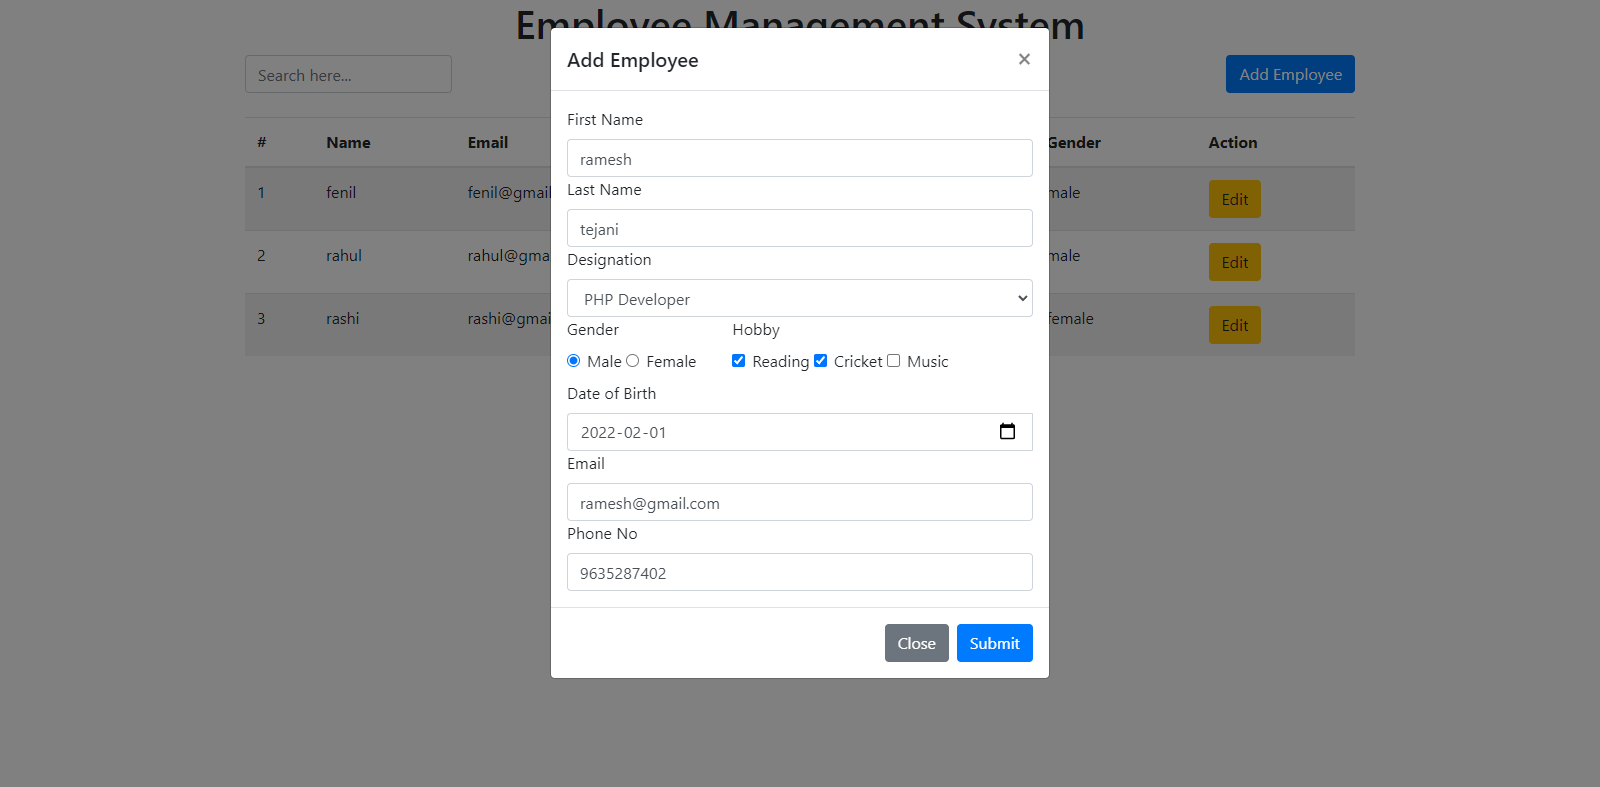 Employee Management System
Search here...
Add Employee
# Name Email Gender Action
1 fenil fenil@gmail male Edit
2 rahul rahul@gma male Edit
3 rashi rashi@gmai female Edit
Add Employee ×
First Name
ramesh
Last Name
tejani
Designation
PHP Developer
Gender Hobby
Male Female Reading Cricket Music
Date of Birth
2022-02-01
Email
ramesh@gmail.com
Phone No
9635287402
Close Submit